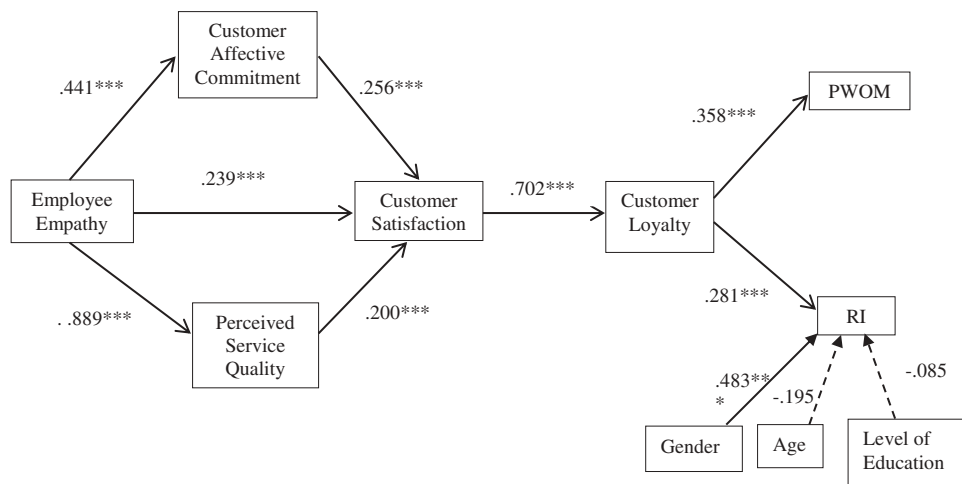 Customer
Affective
Commitment
.441***
.256***
PWOM
.358***
Employee
Empathy
.239***
Customer
Satisfaction
.702***
Customer
Loyalty
. .889***
Perceived
Service
Quality
.200***
.281***
RI
.483**
*
-.195
-.085
Gender
Age
Level of
Education